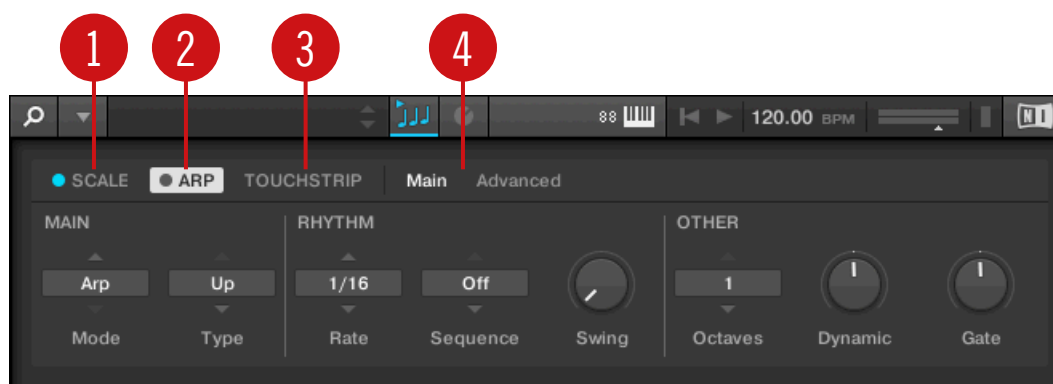 1 2 3 4
88 120.00 BPM NI
SCALE ARP TOUCHSTRIP Main Advanced
MAIN RHYTHM OTHER
Arp Up 1/16 Off 1
Mode Type Rate Sequence Swing Octaves Dynamic Gate